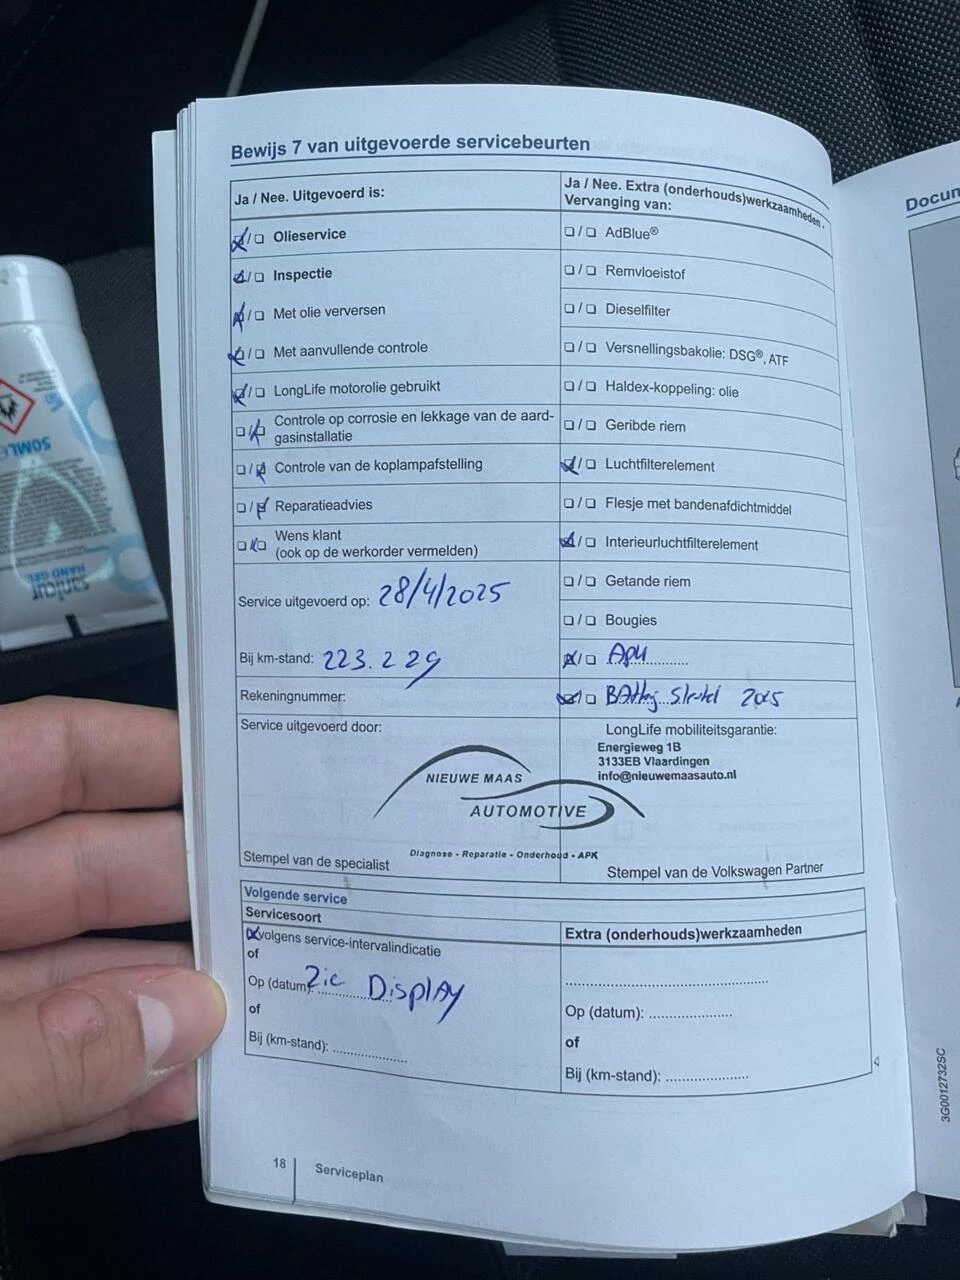 Bewijs 7 van uitgevoerde servicebeurten
Ja / Nee. Uitgevoerd is:
Olieservice
Inspectie
Met olie verversen
Met aanvullende controle
LongLife motorolie gebruikt
Controle op corrosie en lekkage van de aard-
gasinstallatie
Controle van de koplampafstelling
Reparatieadvies
Wens klant
(ook op de werkorder vermelden)
Service uitgevoerd op: 28/4/2025
Bij km-stand: 223.229
Rekeningnummer:
Service uitgevoerd door:
Ja / Nee. Extra (onderhouds)werkzaamheden.
Vervanging van:
AdBlue®
Remvloeistof
Dieselfilter
Versnellingsbakolie: DSG®, ATF
Haldex-koppeling: olie
Geribde riem
Luchtfilterelement
Flesje met bandenafdichtmiddel
Interieurluchtfilterelement
Getande riem
Bougies
Apk
Sleutel 2025
LongLife mobiliteitsgarantie:
Energieweg 1B
3133EB Vlaardingen
info@nieuwemaasauto.nl
NIEUWE MAAS
AUTOMOTIVE
Diagnose - Reparatie - Onderhoud - APK
Stempel van de specialist
Stempel van de Volkswagen Partner
Volgende service
Servicesoort
volgens service-intervalindicatie
of
Op (datum): Zie Display
of
Bij (km-stand): ....................
Extra (onderhouds)werkzaamheden
Op (datum): ....................
of
Bij (km-stand): ....................
18
Serviceplan
Docum
3G0012732SC
50ML
HAND GEL
sanicur